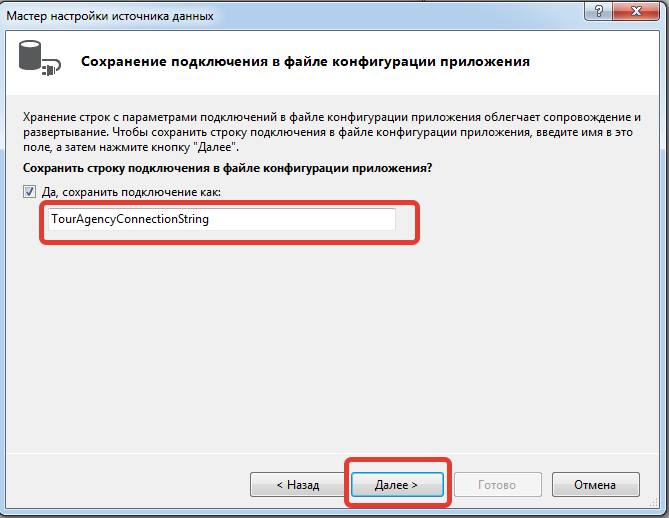 Мастер настройки источника данных
Сохранение подключения в файле конфигурации приложения
Хранение строк с параметрами подключений в файле конфигурации приложения облегчает сопровождение и
развертывание. Чтобы сохранить строку подключения в файле конфигурации приложения, введите имя в это
поле, а затем нажмите кнопку "Далее".
Сохранить строку подключения в файле конфигурации приложения?
Да, сохранить подключение как:
TourAgencyConnectionString
< Назад
Далее >
Готово
Отмена